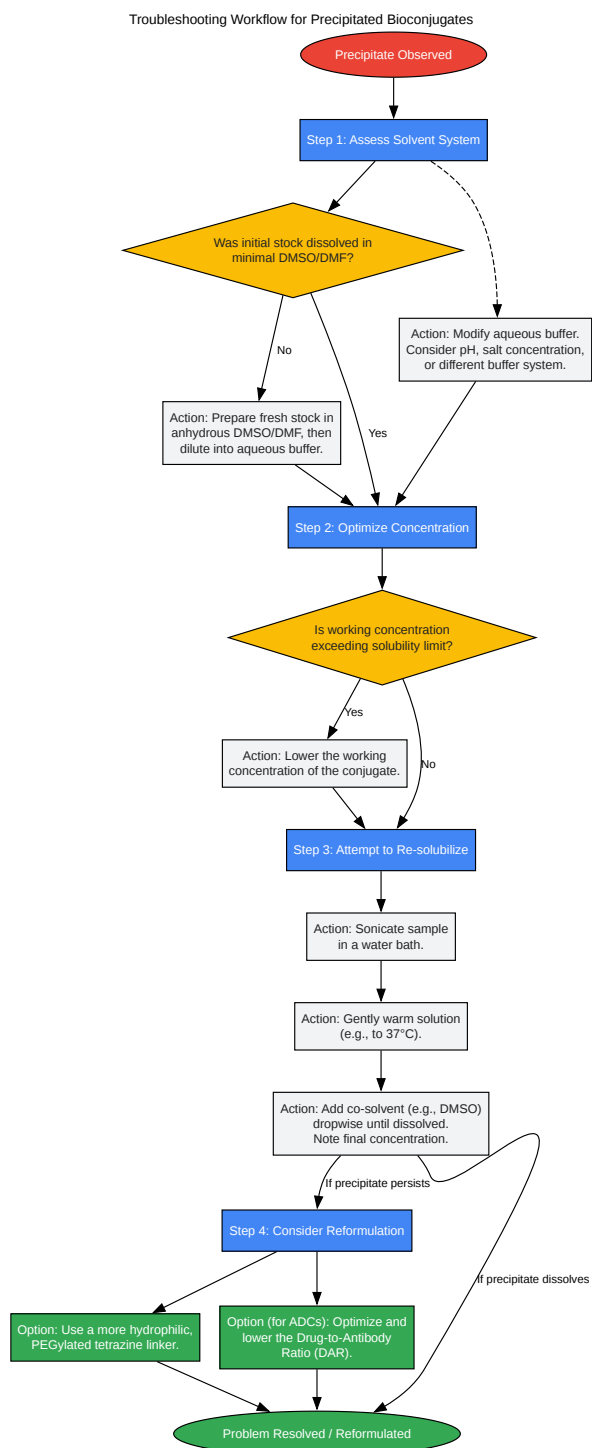 Troubleshooting Workflow for Precipitated Bioconjugates
Precipitate Observed
Step 1: Assess Solvent System
Was initial stock dissolved in
minimal DMSO/DMF?
Action: Modify aqueous buffer.
Consider pH, salt concentration,
or different buffer system.
No
Action: Prepare fresh stock in
anhydrous DMSO/DMF, then
dilute into aqueous buffer.
Yes
Step 2: Optimize Concentration
Is working concentration
exceeding solubility limit?
Yes
Action: Lower the working
concentration of the conjugate.
No
Step 3: Attempt to Re-solubilize
Action: Sonicate sample
in a water bath.
Action: Gently warm solution
(e.g., to 37°C).
Action: Add co-solvent (e.g., DMSO)
dropwise until dissolved.
Note final concentration.
If precipitate persists
Step 4: Consider Reformulation
If precipitate dissolves
Option: Use a more hydrophilic,
PEGylated tetrazine linker.
Option (for ADCs): Optimize and
lower the Drug-to-Antibody
Ratio (DAR).
Problem Resolved / Reformulated